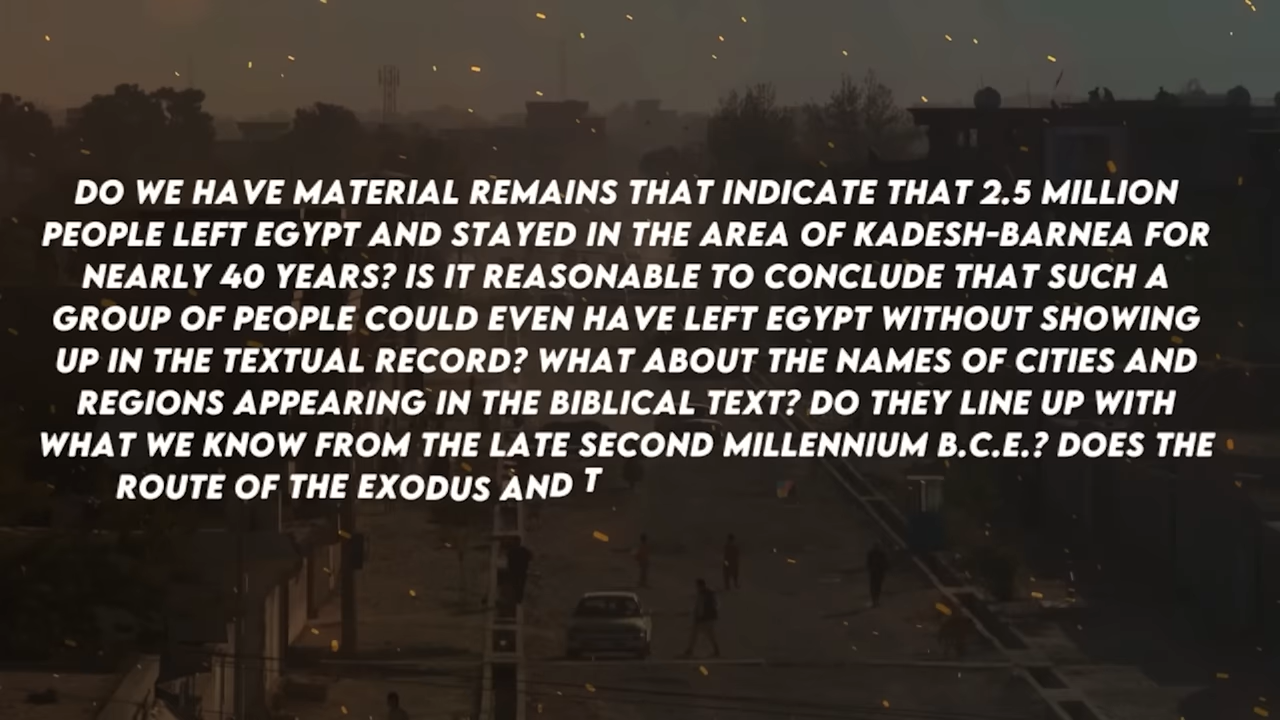 DO WE HAVE MATERIAL REMAINS THAT INDICATE THAT 2.5 MILLION
PEOPLE LEFT EGYPT AND STAYED IN THE AREA OF KADESH-BARNEA FOR
NEARLY 40 YEARS? IS IT REASONABLE TO CONCLUDE THAT SUCH A
GROUP OF PEOPLE COULD EVEN HAVE LEFT EGYPT WITHOUT SHOWING
UP IN THE TEXTUAL RECORD? WHAT ABOUT THE NAMES OF CITIES AND
REGIONS APPEARING IN THE BIBLICAL TEXT? DO THEY LINE UP WITH
WHAT WE KNOW FROM THE LATE SECOND MILLENNIUM B.C.E.? DOES THE
ROUTE OF THE EXODUS AND T